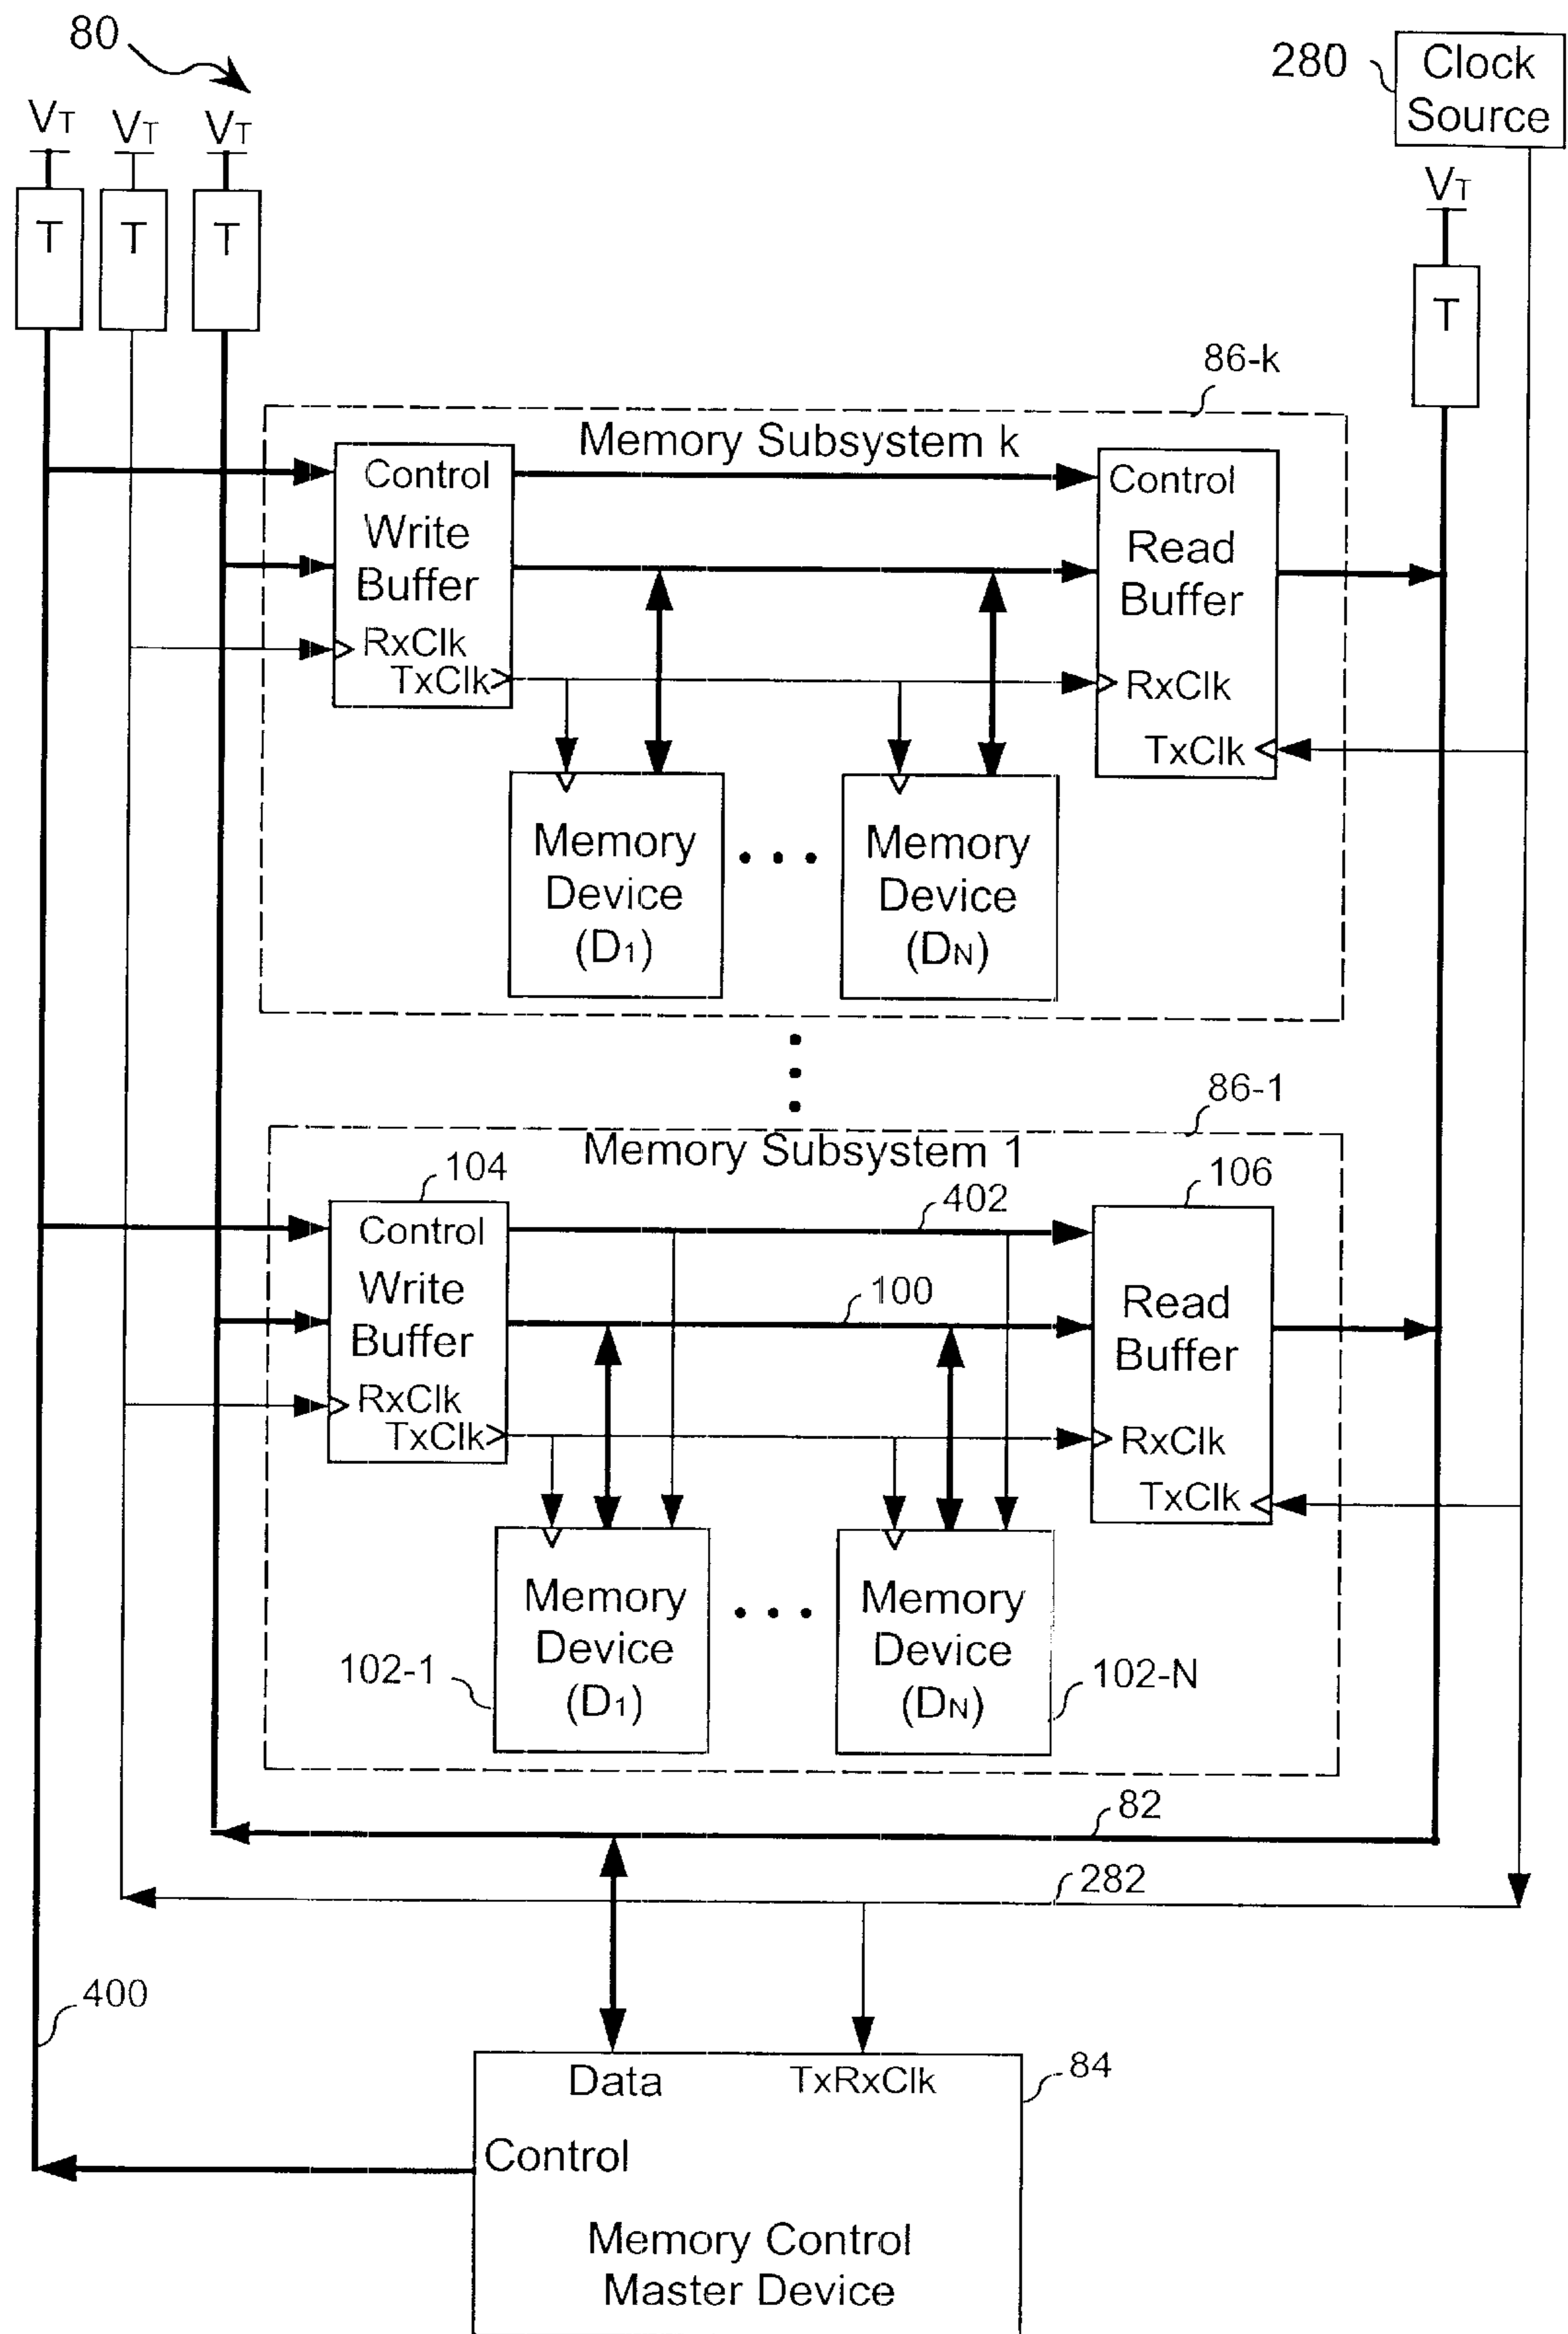 80
280
Clock
Source
VT
VT
VT
VT
T
T
T
T
86-k
Memory Subsystem k
Control
Write
Buffer
RxClk
TxClk
Control
Read
Buffer
RxClk
TxClk
Memory
Device
(D1)
Memory
Device
(DN)
86-1
Memory Subsystem 1
104
402
106
Control
Write
Buffer
RxClk
TxClk
100
Read
Buffer
RxClk
TxClk
Memory
Device
(D1)
Memory
Device
(DN)
102-1
102-N
82
282
400
84
Data
TxRxClk
Control
Memory Control
Master Device